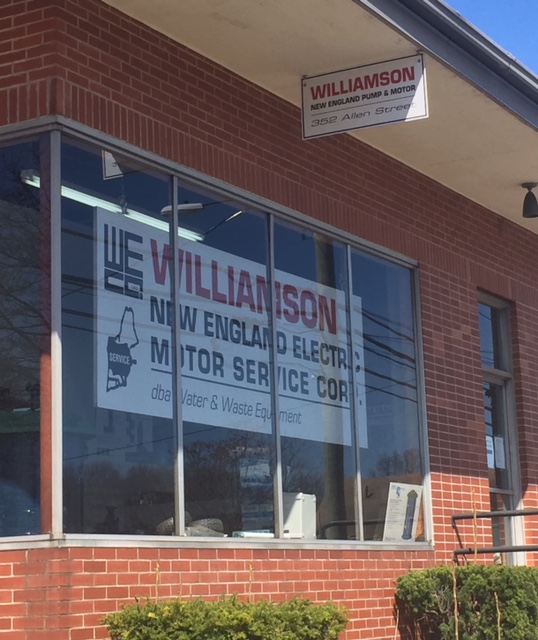 WILLIAMSON
NEW ENGLAND PUMP & MOTOR
352 Allen Street
WILLIAMSON
NEW ENGLAND ELECTRIC
MOTOR SERVICE CORP.
dba Water & Waste Equipment
SERVICE